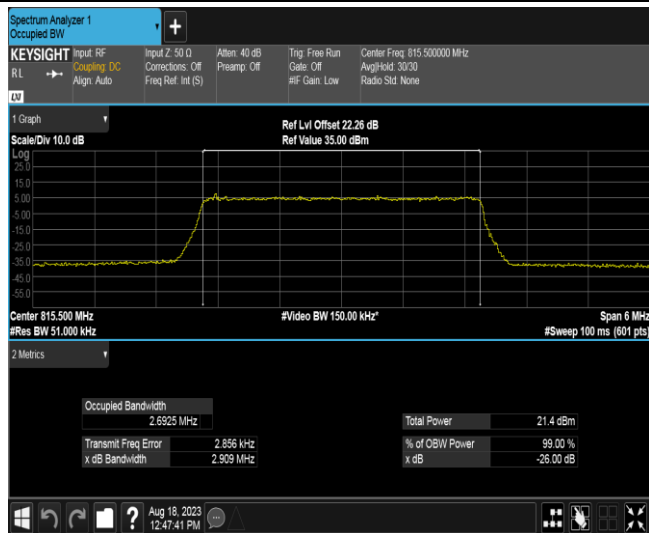 Spectrum Analyzer 1
Occupied BW
+
KEYSIGHT
RL
Input: RF
Coupling: DC
Align: Auto
Input Z: 50 Ω
Corrections: Off
Freq Ref: Int (S)
Atten: 40 dB
Preamp: Off
Trig: Free Run
Gate: Off
#IF Gain: Low
Center Freq: 815.500000 MHz
Avg|Hold: 30/30
Radio Std: None
1 Graph
Scale/Div 10.0 dB
Ref Lvl Offset 22.26 dB
Ref Value 35.00 dBm
Log
25.0
15.0
5.00
-5.00
-15.0
-25.0
-35.0
-45.0
-55.0
Center 815.500 MHz
#Video BW 150.00 kHz*
Span 6 MHz
#Res BW 51.000 kHz
#Sweep 100 ms (601 pts)
2 Metrics
Occupied Bandwidth
2.6925 MHz
Total Power 21.4 dBm
Transmit Freq Error 2.856 kHz
% of OBW Power 99.00 %
x dB Bandwidth 2.909 MHz
x dB -26.00 dB
?
Aug 18, 2023
12:47:41 PM